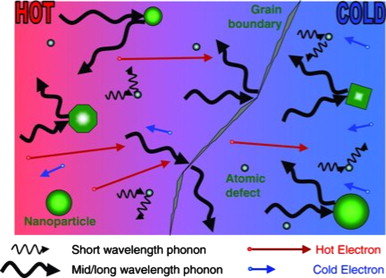 HOT
Grain
boundary
COLD
Atomic
defect
Nanoparticle
Short wavelength phonon
Hot Electron
Mid/long wavelength phonon
Cold Electron